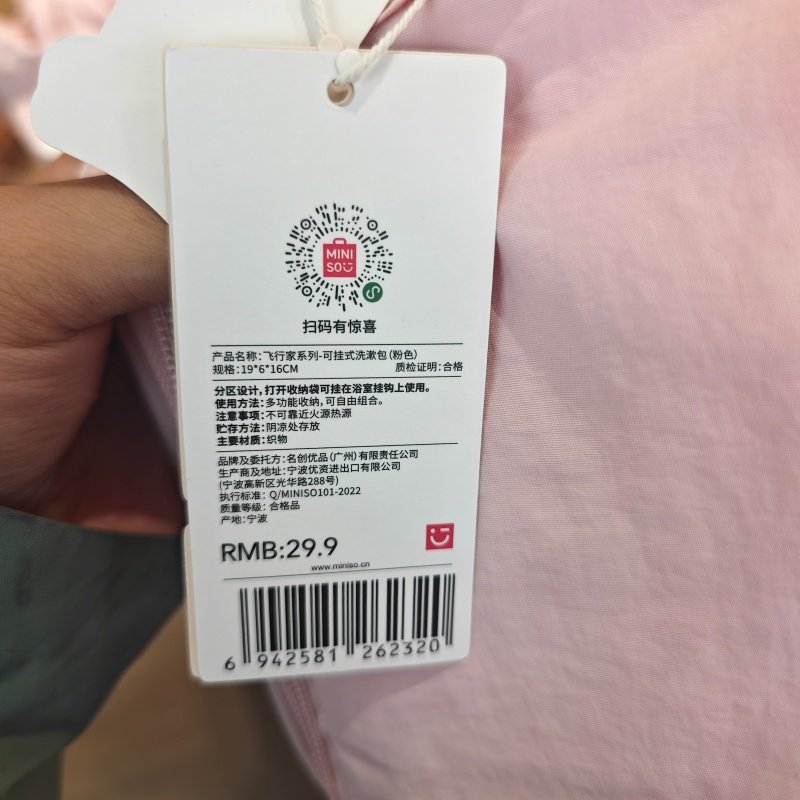 MINI
SO
扫码有惊喜
产品名称:飞行家系列-可挂式洗漱包(粉色)
规格:19*6*16CM 质检证明:合格
分区设计,打开收纳袋可挂在浴室挂钩上使用。
使用方法:多功能收纳,可自由组合。
注意事项:不可靠近火源热源
贮存方法:阴凉处存放
主要材质:织物
品牌及委托方:名创优品(广州)有限责任公司
生产商及地址:宁波优资进出口有限公司
(宁波高新区光华路288号)
执行标准: Q/MINISO101-2022
质量等级: 合格品
产地:宁波
RMB:29.9
www.miniso.cn
6 942581 262320